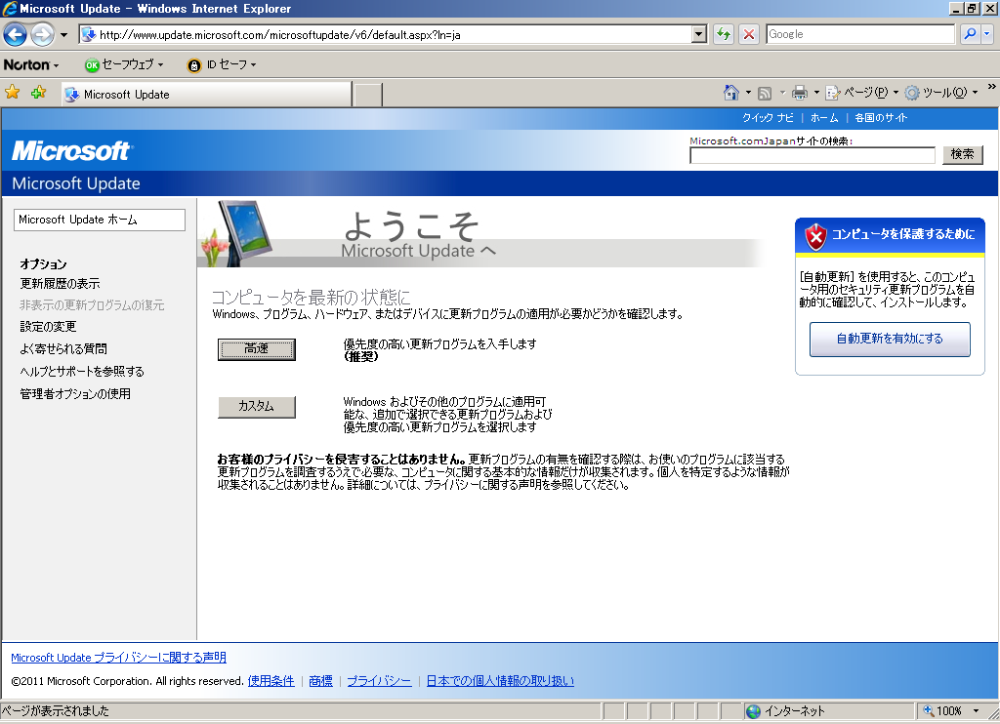 Microsoft Update - Windows Internet Explorer
http://www.update.microsoft.com/microsoftupdate/v6/default.aspx?ln=ja
Google
Norton
OK セーフウェブ
ID セーフ
Microsoft Update
ページ(P)
ツール(O)
クイック ナビ | ホーム | 各国のサイト
Microsoft
Microsoft.comJapanサイトの検索:
検索
Microsoft Update
Microsoft Update ホーム
オプション
更新履歴の表示
非表示の更新プログラムの復元
設定の変更
よく寄せられる質問
ヘルプとサポートを参照する
管理者オプションの使用
ようこそ
Microsoft Update へ
コンピュータを最新の状態に
Windows、プログラム、ハードウェア、またはデバイスに更新プログラムの適用が必要かどうかを確認します。
高速
優先度の高い更新プログラムを入手します
(推奨)
カスタム
Windows およびその他のプログラムに適用可
能な、追加で選択できる更新プログラムおよび
優先度の高い更新プログラムを選択します
お客様のプライバシーを侵害することはありません。更新プログラムの有無を確認する際は、お使いのプログラムに該当する
更新プログラムを調査するうえで必要な、コンピュータに関する基本的な情報だけが収集されます。個人を特定するような情報が
収集されることはありません。詳細については、プライバシーに関する声明を参照してください。
コンピュータを保護するために
[自動更新] を使用すると、このコンピュ
ータ用のセキュリティ更新プログラムを自
動的に確認して、インストールします。
自動更新を有効にする
Microsoft Update プライバシーに関する声明
©2011 Microsoft Corporation. All rights reserved. 使用条件 | 商標 | プライバシー | 日本での個人情報の取り扱い
ページが表示されました
インターネット
100%